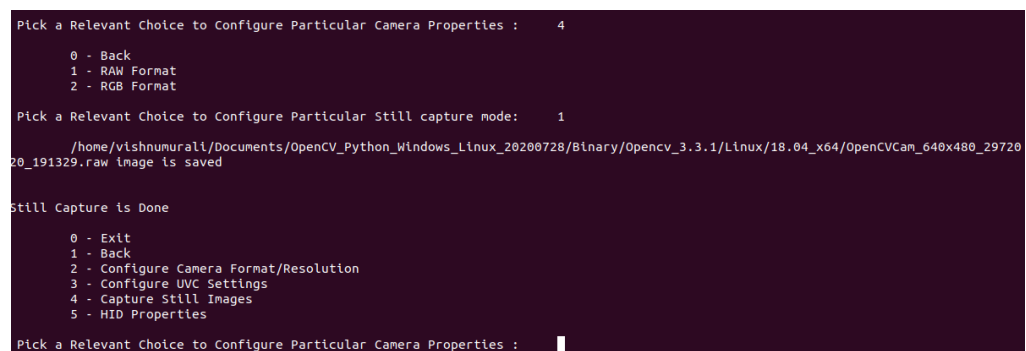 Pick a Relevant Choice to Configure Particular Camera Properties :     4
0 - Back
1 - RAW Format
2 - RGB Format
Pick a Relevant Choice to Configure Particular Still capture mode:     1
/home/vishnumurali/Documents/OpenCV_Python_Windows_Linux_20200728/Binary/Opencv_3.3.1/Linux/18.04_x64/OpenCVCam_640x480_29720
20_191329.raw image is saved
Still Capture is Done
0 - Exit
1 - Back
2 - Configure Camera Format/Resolution
3 - Configure UVC Settings
4 - Capture Still Images
5 - HID Properties
Pick a Relevant Choice to Configure Particular Camera Properties :